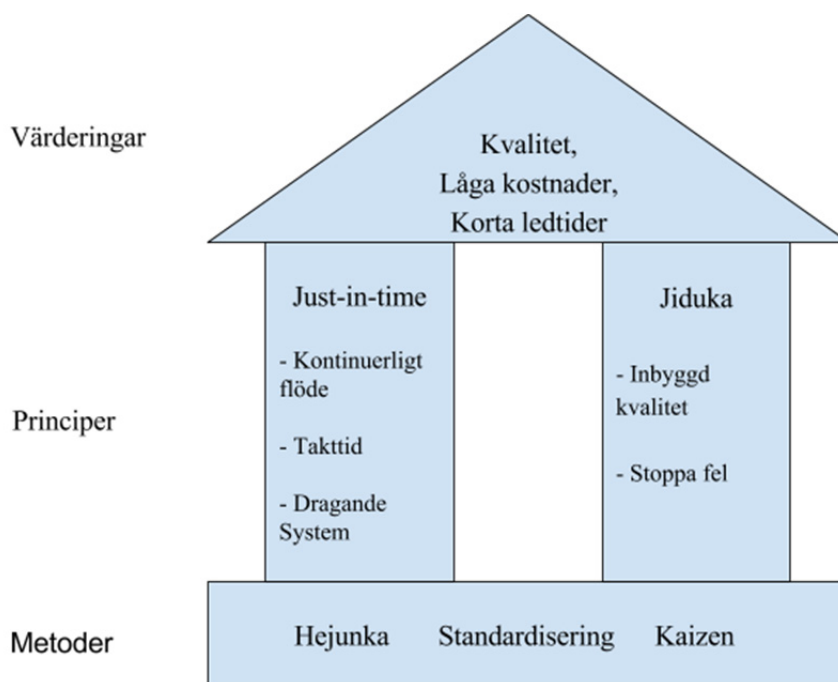 Värderingar
Kvalitet,
Låga kostnader,
Korta ledtider
Principer
Just-in-time
- Kontinuerligt
flöde
- Takttid
- Dragande
System
Jiduka
- Inbyggd
kvalitet
- Stoppa fel
Metoder
Hejunka Standardisering Kaizen